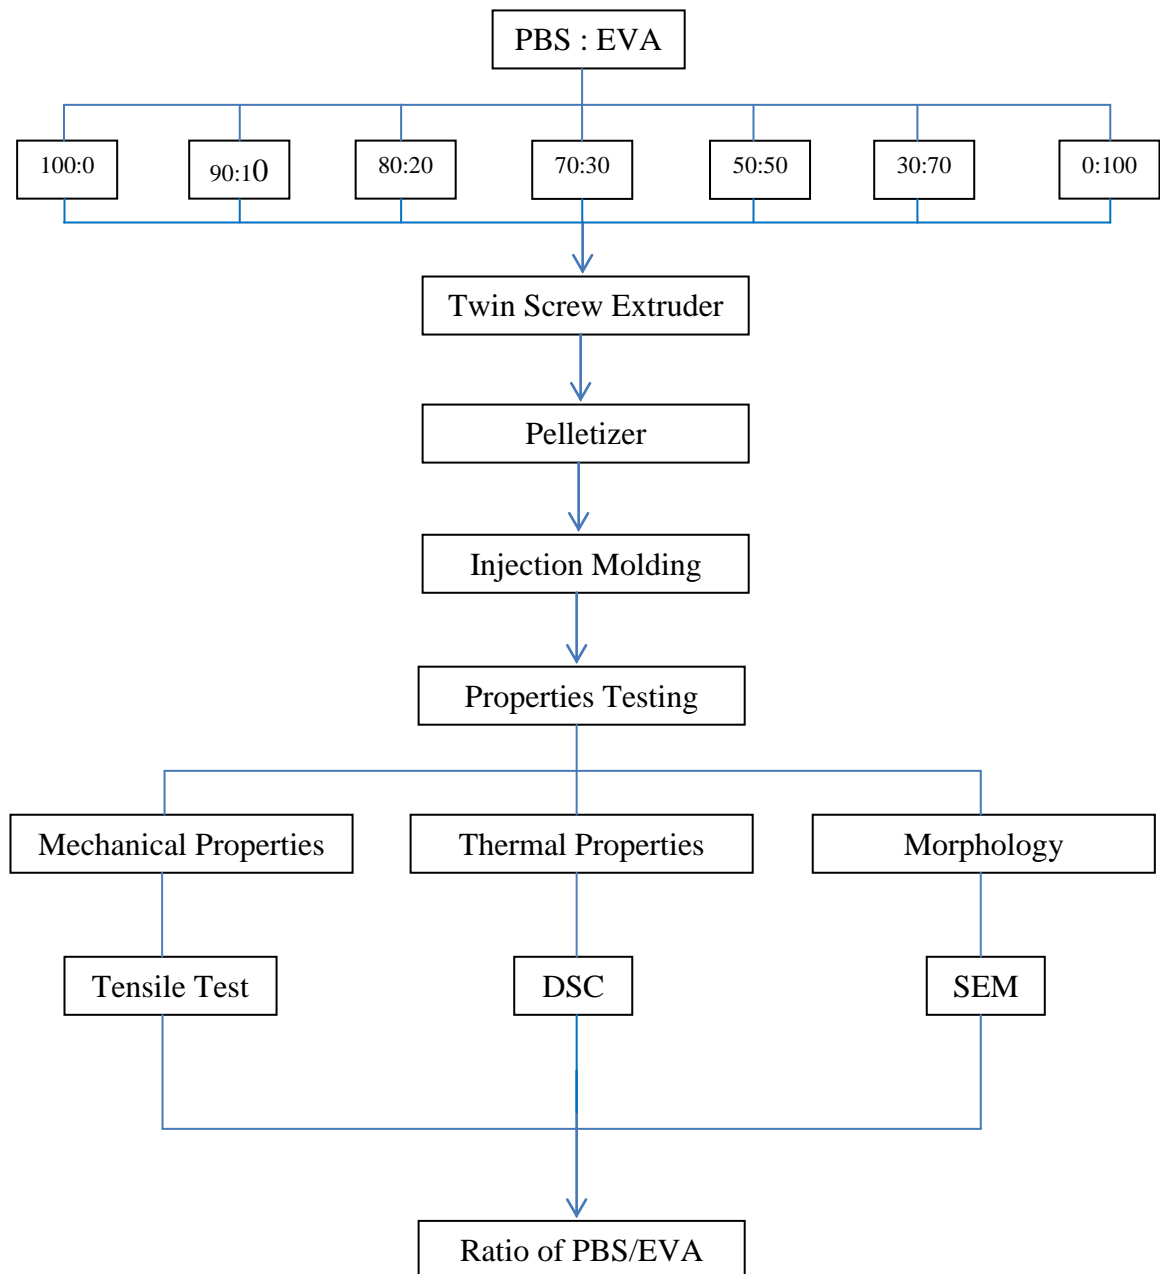 PBS : EVA
100:0
90:10
80:20
70:30
50:50
30:70
0:100
Twin Screw Extruder
Pelletizer
Injection Molding
Properties Testing
Mechanical Properties
Thermal Properties
Morphology
Tensile Test
DSC
SEM
Ratio of PBS/EVA